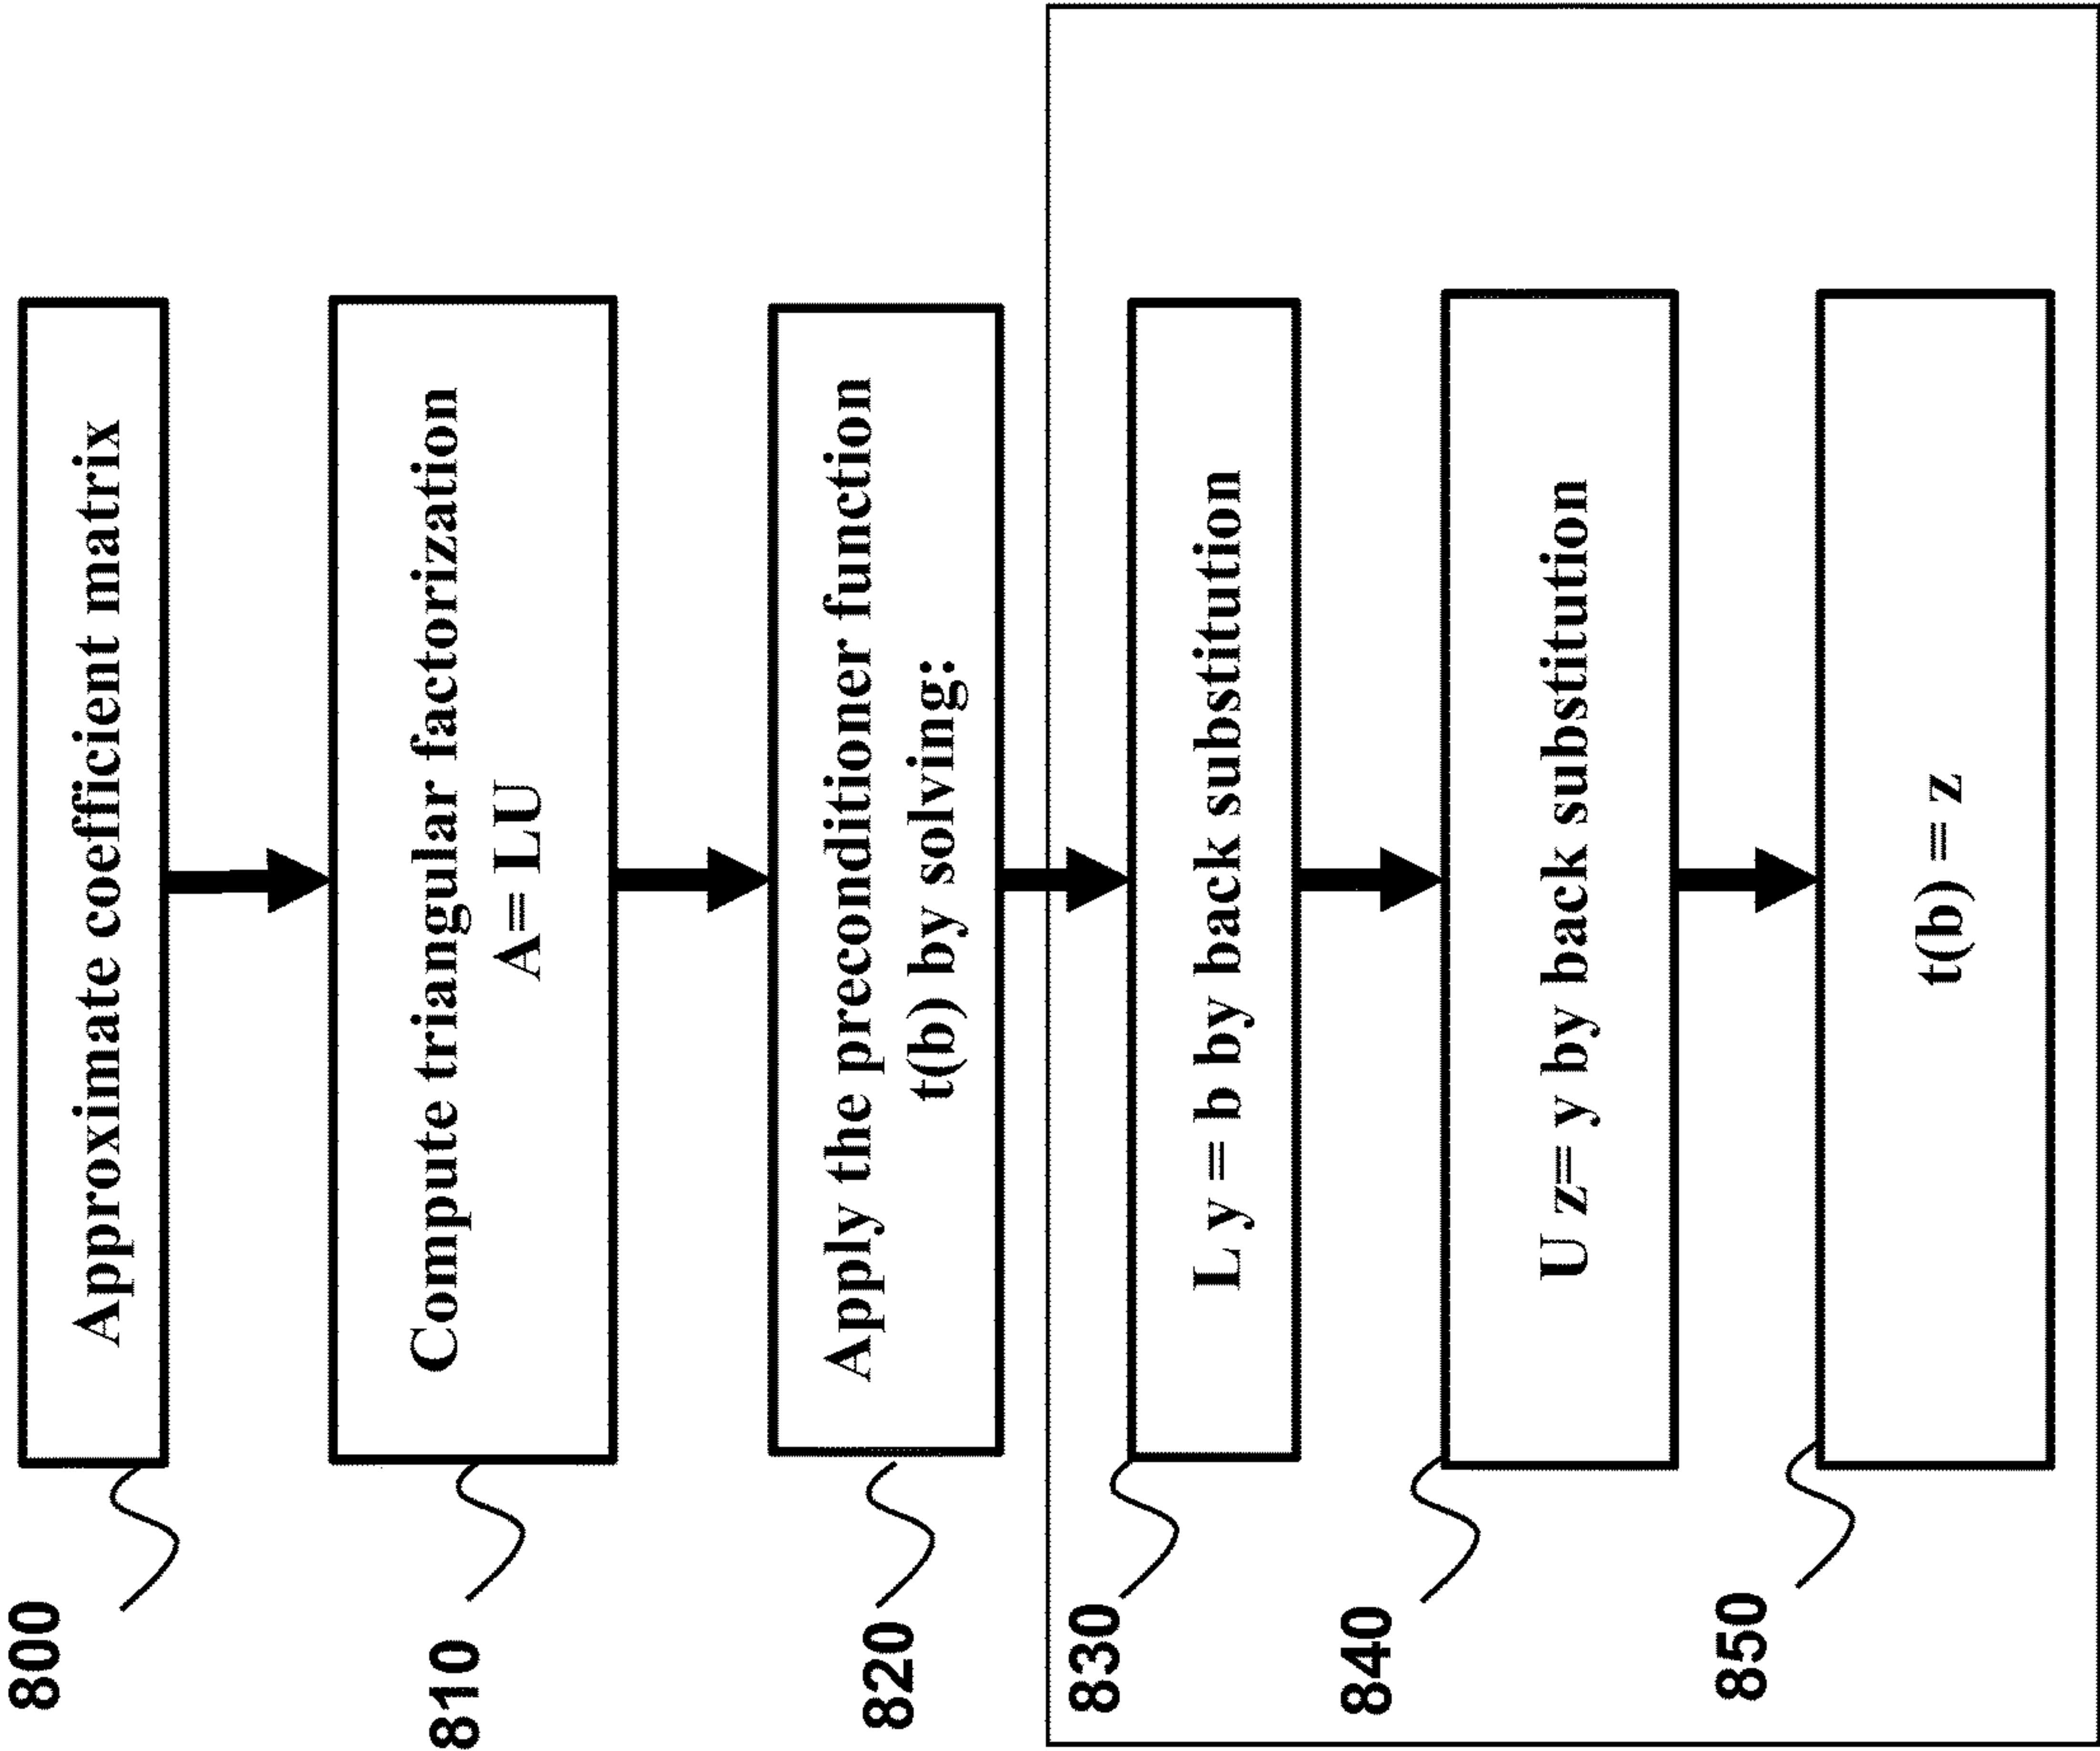 800
Approximate coefficient matrix
810
Compute triangular factorization
A= LU
820
Apply the preconditioner function
t(b) by solving:
830
L y = b by back substitution
840
U z= y by back substitution
850
t(b) = z